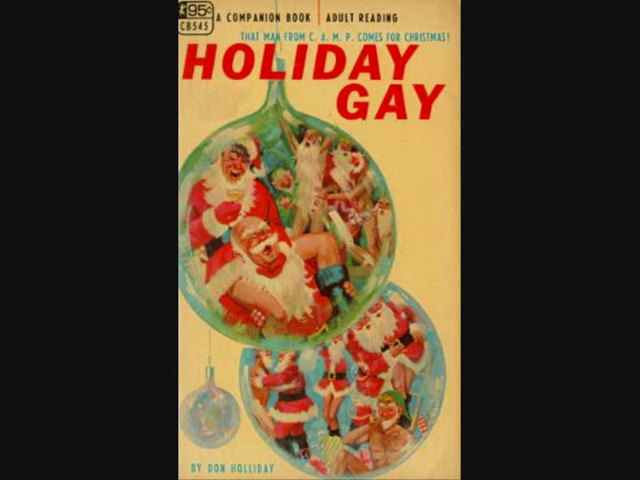 95¢
CB545
A COMPANION BOOK | ADULT READING
THAT MAN FROM C. A. M. P. COMES FOR CHRISTMAS!
HOLIDAY
GAY
BY DON HOLLIDAY